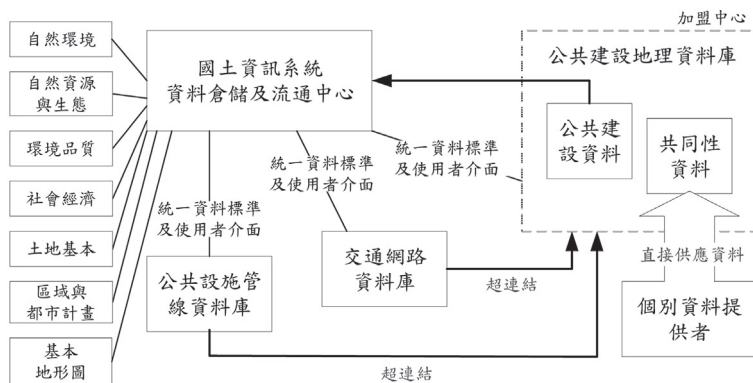 加盟中心
自然環境
自然資源
與生態
環境品質
社會經濟
土地基本
區域與
都市計畫
基本
地形圖
國土資訊系統
資料倉儲及流通中心
公共建設地理資料庫
公共建
設資料
共同性
資料
統一資料標準
及使用者介面
統一資料標準
及使用者介面
統一資料標準
及使用者介面
公共設施管
線資料庫
交通網路
資料庫
直接供應資料
個別資料提
供者
超連結
超連結